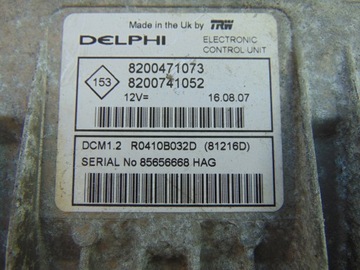 Made in the Uk by TRW
DELPHI ELECTRONIC
CONTROL UNIT
153
8200471073
8200741052
12V= 16.08.07
DCM1.2 R0410B032D (81216D)
SERIAL No 85656668 HAG